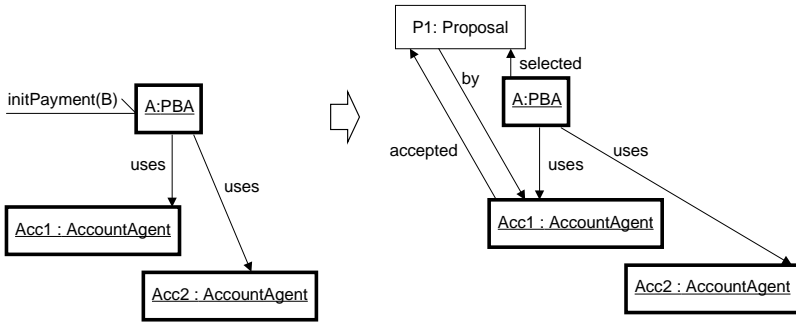 initPayment(B)
A:PBA
uses
uses
Acc1 : AccountAgent
Acc2 : AccountAgent
P1: Proposal
selected
by
A:PBA
accepted
uses
uses
Acc1 : AccountAgent
Acc2 : AccountAgent